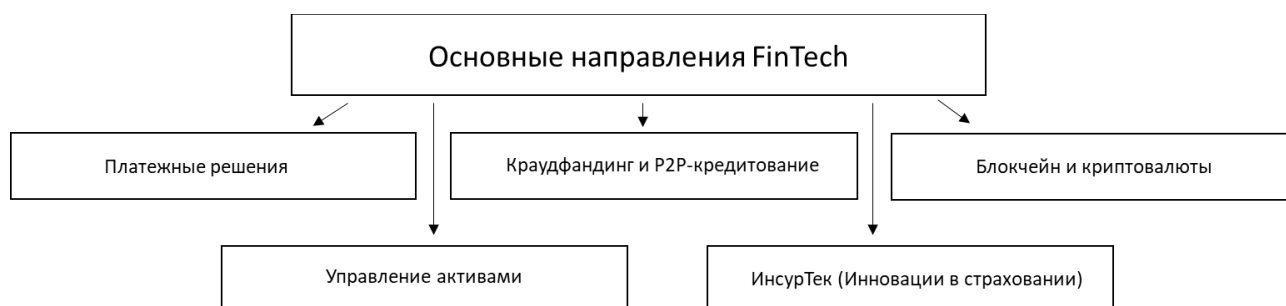 Основные направления FinTech
Платежные решения
Краудфандинг и P2P-кредитование
Блокчейн и криптовалюты
Управление активами
ИнсурТек (Инновации в страховании)